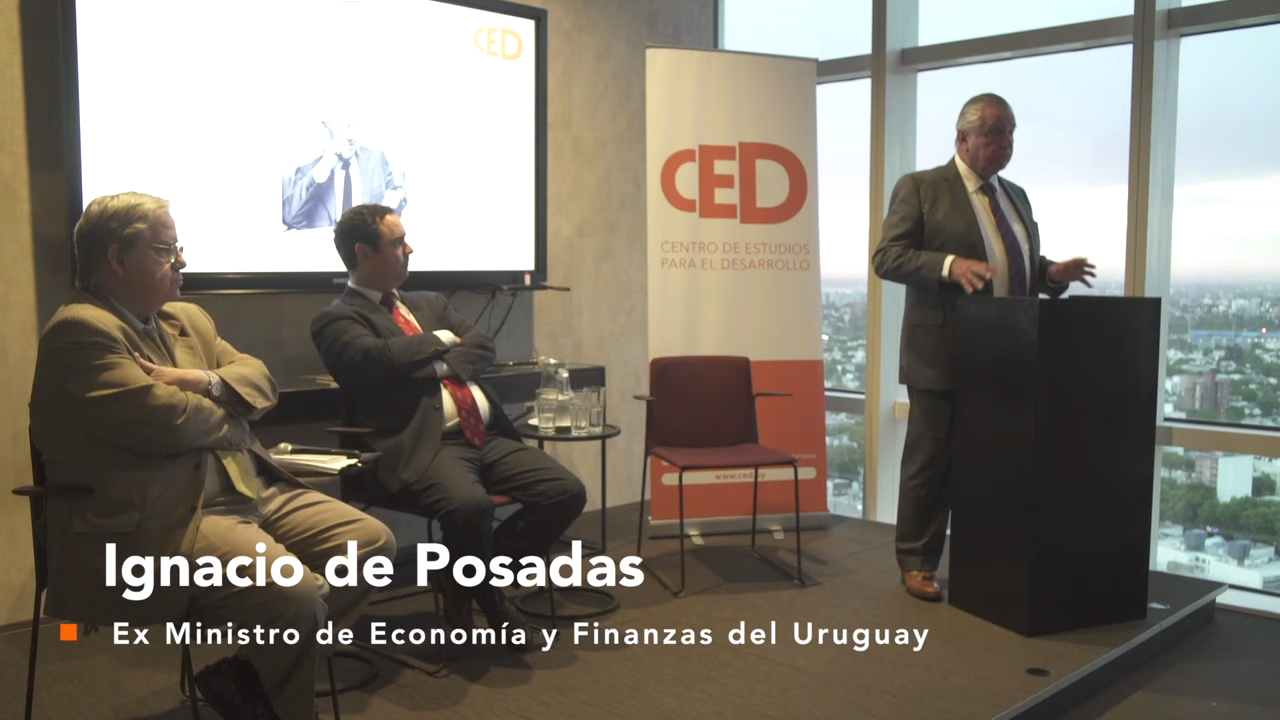 CED
CED
CENTRO DE ESTUDIOS
PARA EL DESARROLLO
www.ced.uy
Ignacio de Posadas
Ex Ministro de Economía y Finanzas del Uruguay